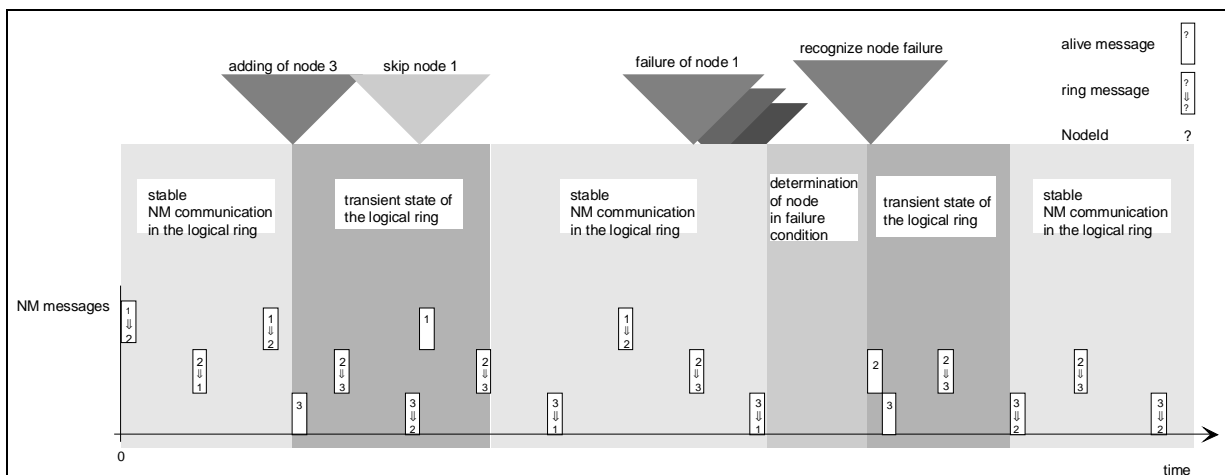 adding of node 3
skip node 1
failure of node 1
recognize node failure
alive message
?
ring message
?
⇓
?
NodeId
?
stable
NM communication
in the logical ring
transient state of
the logical ring
stable
NM communication
in the logical ring
determination
of node
in failure
condition
transient state of
the logical ring
stable
NM communication
in the logical ring
NM messages
1
⇓
2
2
⇓
1
1
⇓
2
3
2
⇓
3
3
⇓
2
1
2
⇓
3
3
⇓
1
1
⇓
2
2
⇓
3
3
⇓
1
2
3
2
⇓
3
3
⇓
2
2
⇓
3
3
⇓
2
0
time